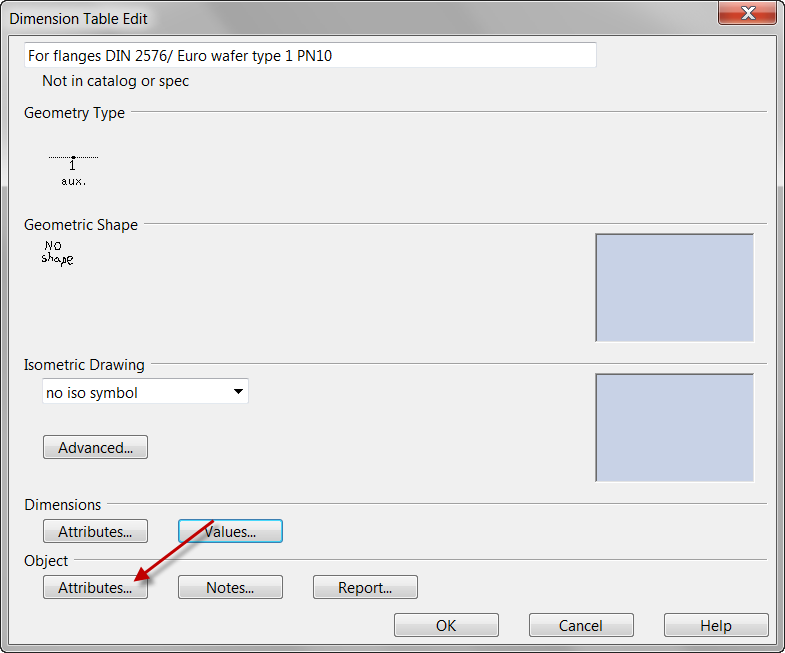 Dimension Table Edit
For flanges DIN 2576/ Euro wafer type 1 PN10
Not in catalog or spec
Geometry Type
1
aux.
Geometric Shape
NO
shape
Isometric Drawing
no iso symbol
Advanced...
Dimensions
Attributes... Values...
Object
Attributes... Notes... Report...
OK Cancel Help